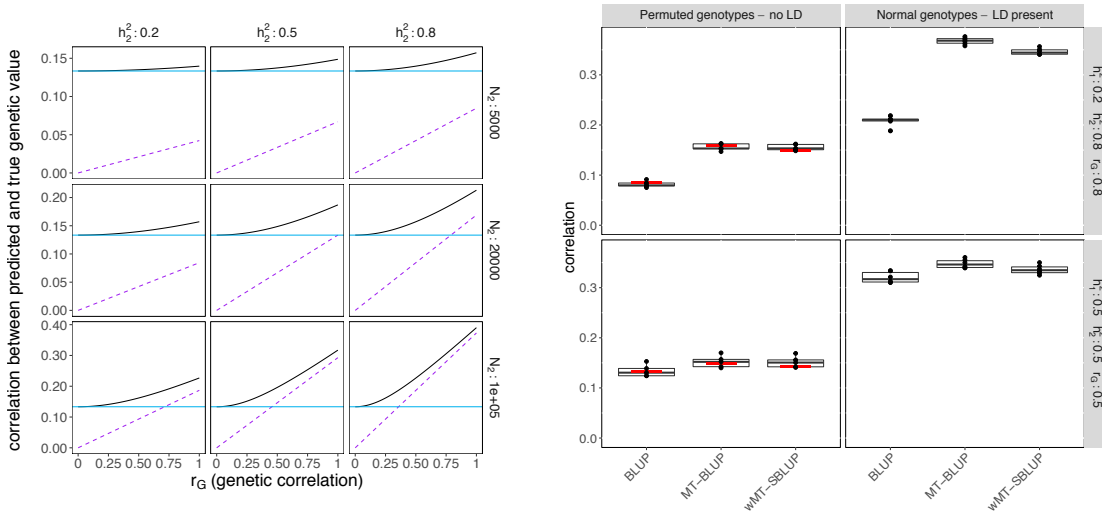 h²₂: 0.2
h²₂: 0.5
h²₂: 0.8
correlation between predicted and true genetic value
0.15
0.10
0.05
0.00
N₂: 5000
0.20
0.15
0.10
0.05
0.00
N₂: 20000
0.40
0.30
0.20
0.10
0.00
N₂: 1e+05
0 0.25 0.50 0.75 1
0 0.25 0.50 0.75 1
0 0.25 0.50 0.75 1
r_G (genetic correlation)
Permuted genotypes − no LD
Normal genotypes − LD present
correlation
0.3
0.2
0.1
0.0
h²₁: 0.2 h²₂: 0.8 r_G: 0.8
0.3
0.2
0.1
0.0
h²₁: 0.5 h²₂: 0.5 r_G: 0.5
BLUP
MT−BLUP
wMT−SBLUP
BLUP
MT−BLUP
wMT−SBLUP